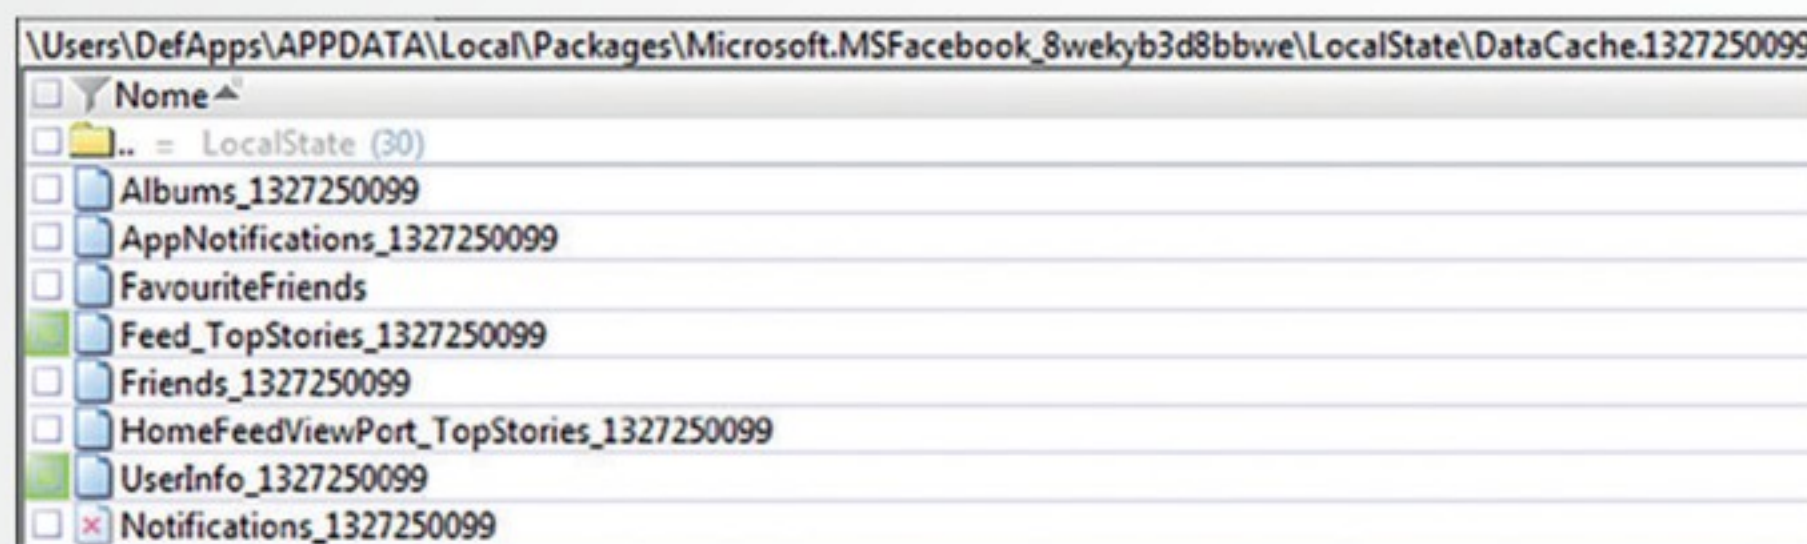 \Users\DefApps\APPDATA\Local\Packages\Microsoft.MSFacebook_8wekyb3d8bbwe\LocalState\DataCache.1327250099
Nome
.. = LocalState (30)
Albums_1327250099
AppNotifications_1327250099
FavouriteFriends
Feed_TopStories_1327250099
Friends_1327250099
HomeFeedViewPort_TopStories_1327250099
UserInfo_1327250099
Notifications_1327250099